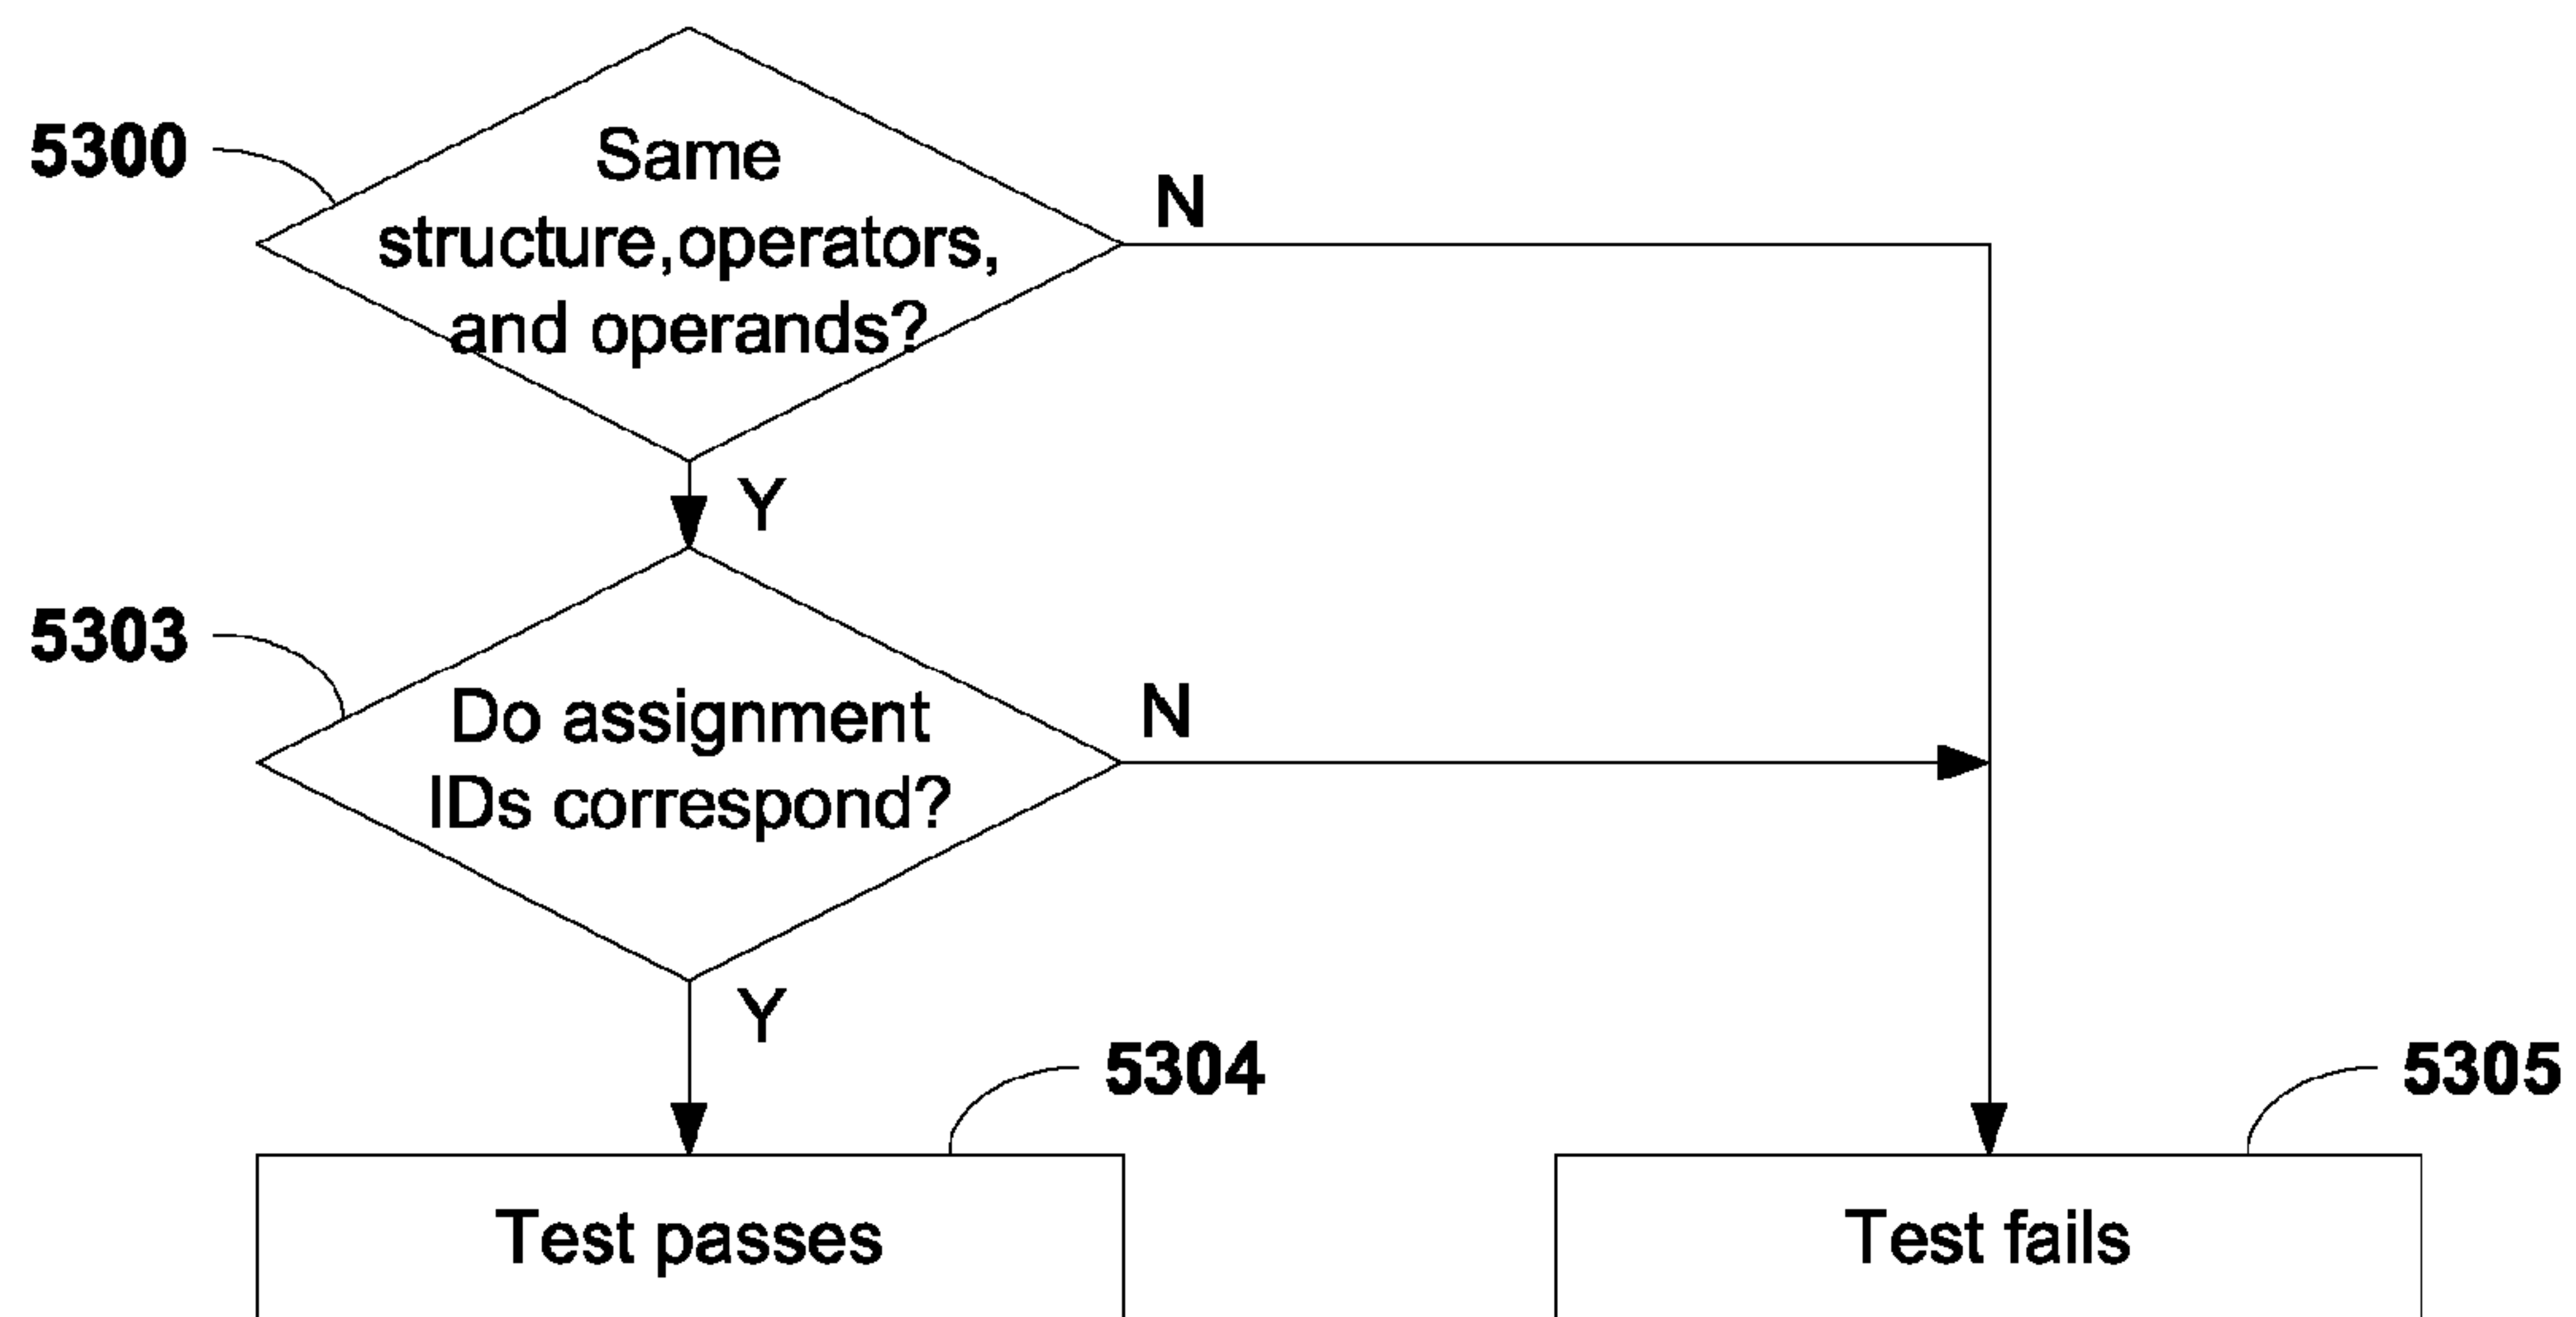 5300
Same
structure,operators,
and operands?
N
Y
5303
Do assignment
IDs correspond?
N
Y
5304
5305
Test passes
Test fails